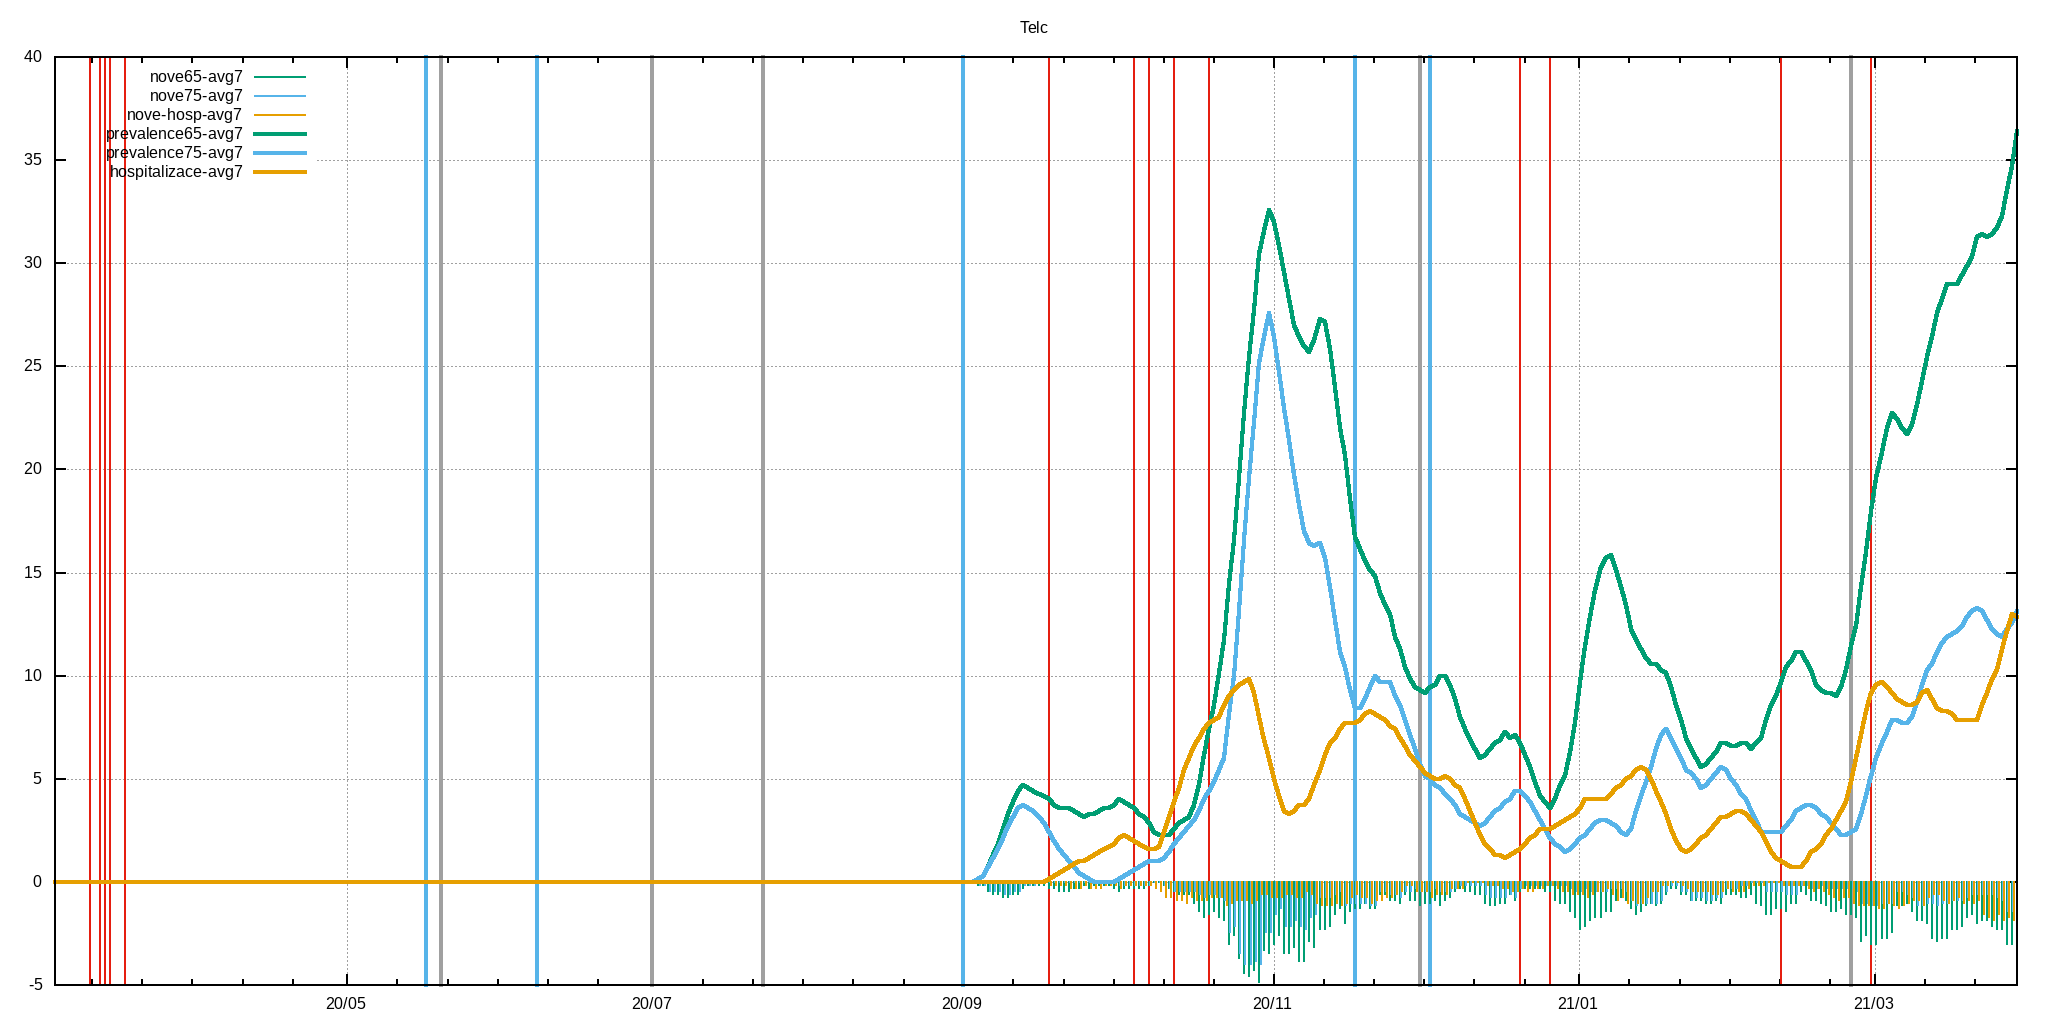 Telc
40
35
30
25
20
15
10
5
0
-5
nove65-avg7
nove75-avg7
nove-hosp-avg7
prevalence65-avg7
prevalence75-avg7
hospitalizace-avg7
20/05 20/07 20/09 20/11 21/01 21/03